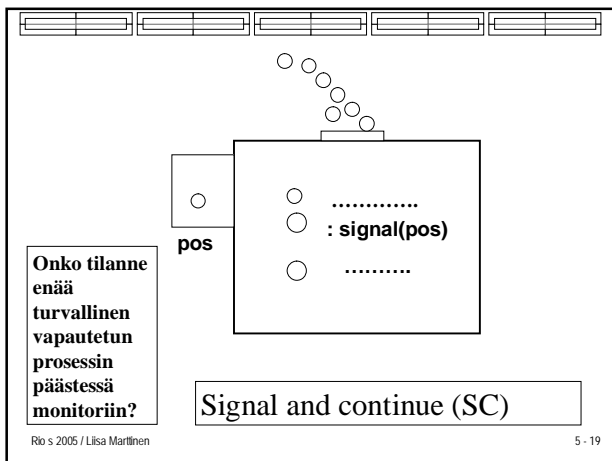 .............
: signal(pos)
pos
..........
Onko tilanne
enää
turvallinen
vapautetun
prosessin
päästessä
monitoriin?
Signal and continue (SC)
Rio s 2005 / Liisa Marttinen
5 - 19